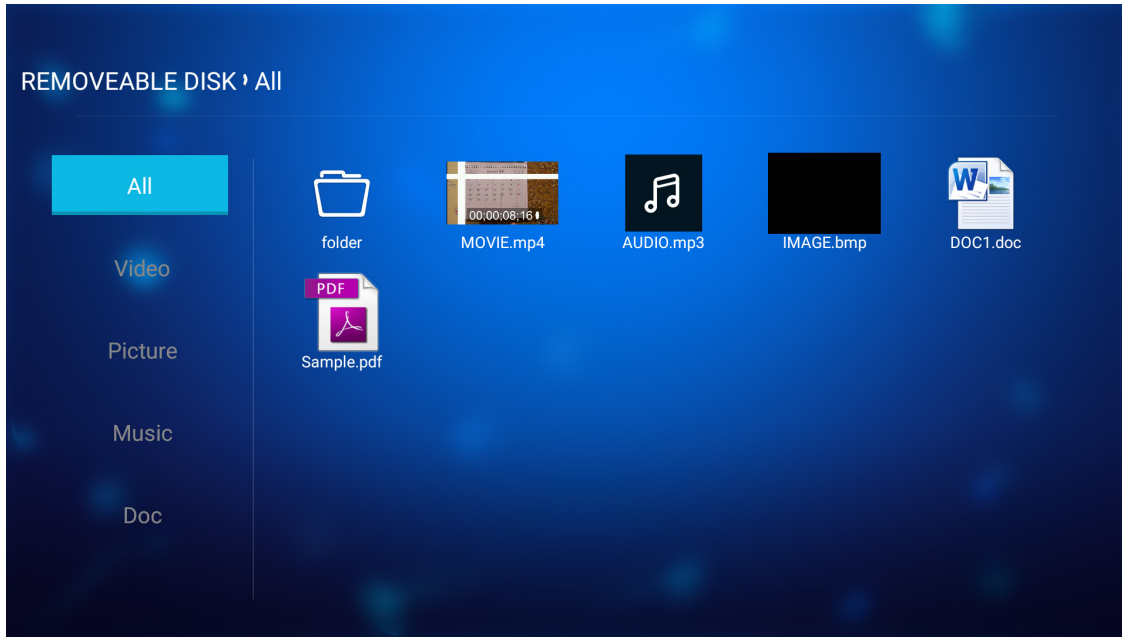 REMOVEABLE DISK All
All
Video
Picture
Music
Doc
folder
00:00:08:16
MOVIE.mp4
AUDIO.mp3
IMAGE.bmp
W
DOC1.doc
PDF
Sample.pdf